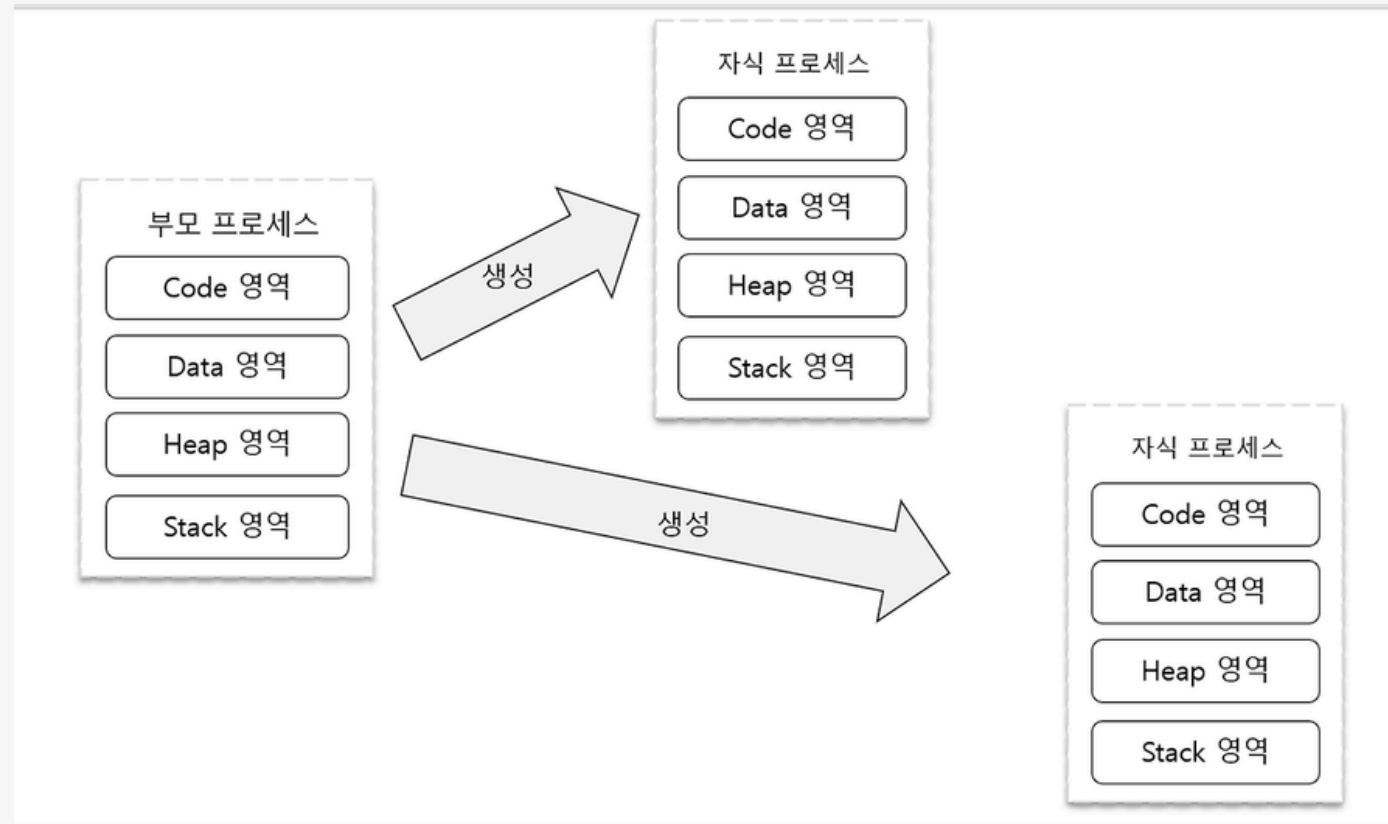 부모 프로세스
Code 영역
Data 영역
Heap 영역
Stack 영역
생성
생성
자식 프로세스
Code 영역
Data 영역
Heap 영역
Stack 영역
자식 프로세스
Code 영역
Data 영역
Heap 영역
Stack 영역